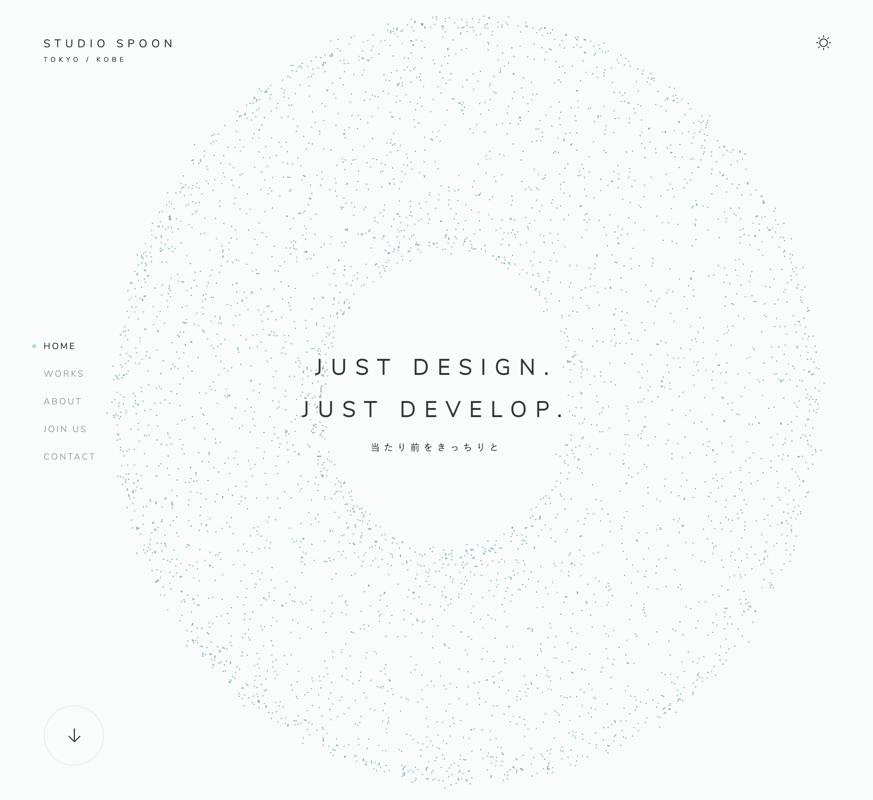 STUDIO SPOON
TOKYO / KOBE
HOME
WORKS
ABOUT
JOIN US
CONTACT
JUST DESIGN.
JUST DEVELOP.
当たり前をきっちりと